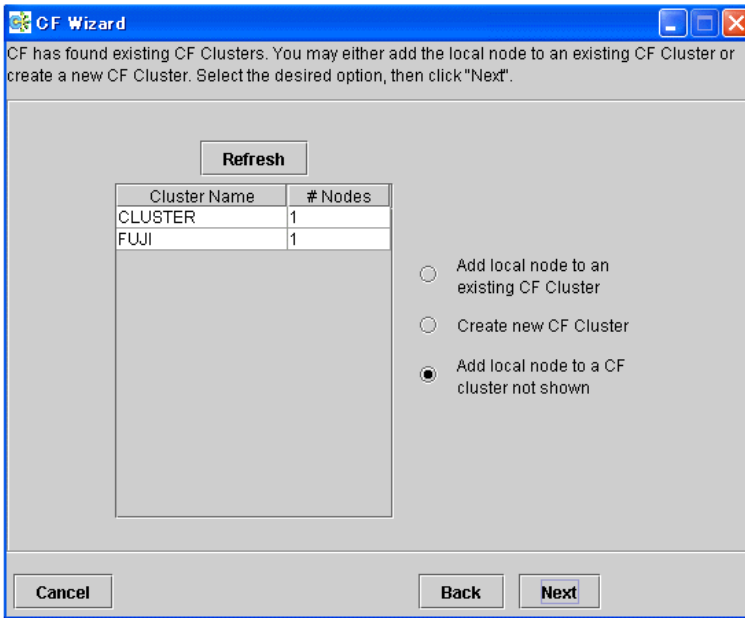 CF Wizard
CF has found existing CF Clusters. You may either add the local node to an existing CF Cluster or
create a new CF Cluster. Select the desired option, then click "Next".
Refresh
Cluster Name # Nodes
CLUSTER 1
FUJI 1
Add local node to an
existing CF Cluster
Create new CF Cluster
Add local node to a CF
cluster not shown
Cancel Back Next